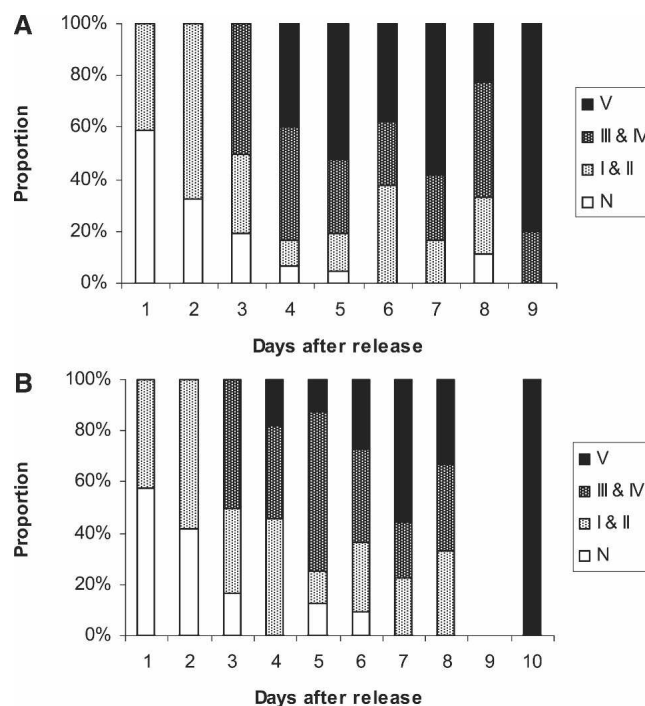 A
100%
80%
60%
40%
20%
0%
Proportion
1 2 3 4 5 6 7 8 9
Days after release
V
III & IV
I & II
N
B
100%
80%
60%
40%
20%
0%
Proportion
1 2 3 4 5 6 7 8 9 10
Days after release
V
III & IV
I & II
N